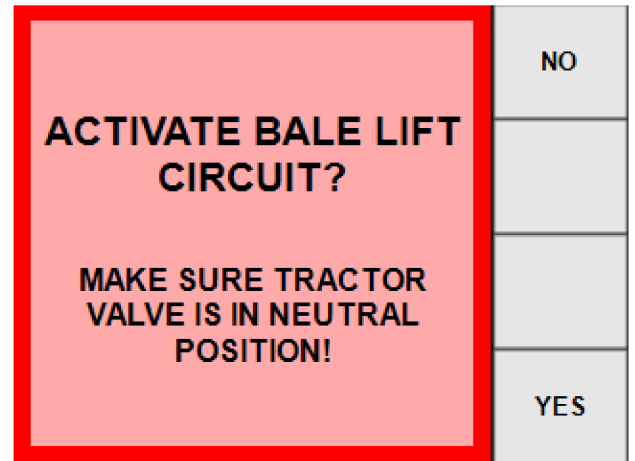 ACTIVATE BALE LIFT
CIRCUIT?
MAKE SURE TRACTOR
VALVE IS IN NEUTRAL
POSITION!
NO
YES